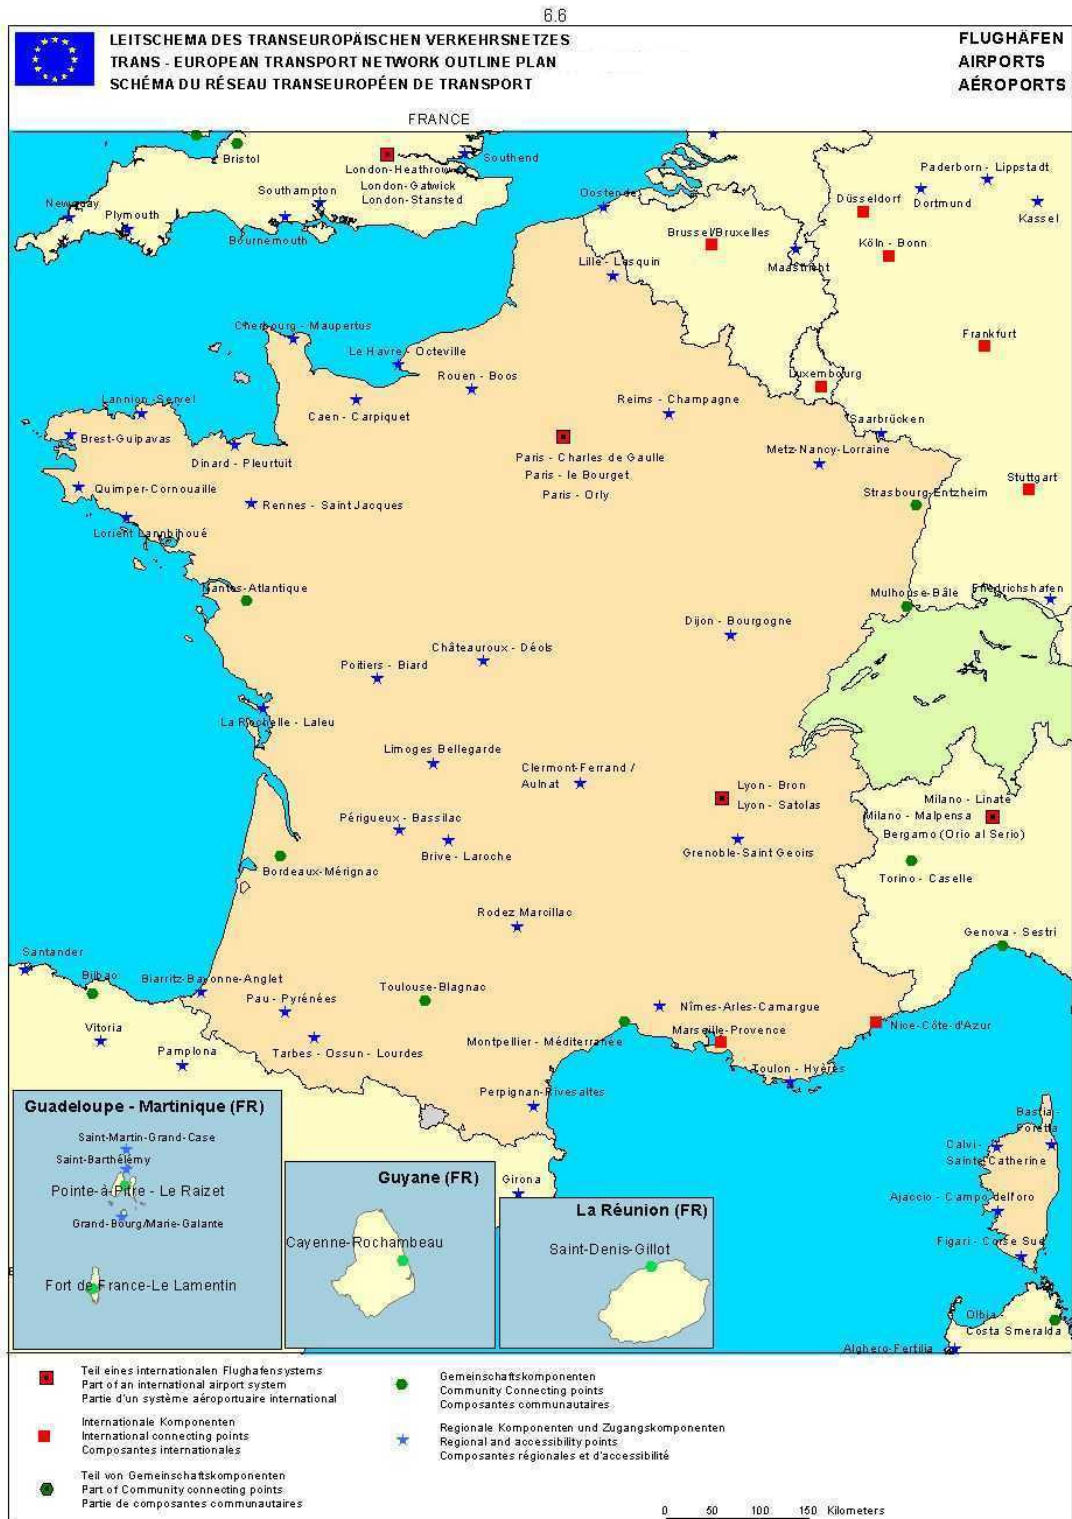 6.6
LEITSCHEMA DES TRANSEUROPÄISCHEN VERKEHRSNETZES
TRANS - EUROPEAN TRANSPORT NETWORK OUTLINE PLAN
SCHÉMA DU RÉSEAU TRANSEUROPÉEN DE TRANSPORT
FLUGHÄFEN
AIRPORTS
AÉROPORTS
FRANCE
Bristol
Southend
London-Heathrow
London-Gatwick
London-Stansted
Southampton
Newquay
Plymouth
Bournemouth
Oostende
Paderborn - Lippstadt
Düsseldorf
Dortmund
Kassel
Brussel/Bruxelles
Köln - Bonn
Maastricht
Lille - Lesquin
Cherbourg - Maupertus
Frankfurt
Le Havre - Octeville
Rouen - Boos
Luxembourg
Lannion-Servel
Caen - Carpiquet
Reims - Champagne
Saarbrücken
Brest-Guipavas
Dinard - Pleurtuit
Paris - Charles de Gaulle
Paris - le Bourget
Paris - Orly
Metz-Nancy-Lorraine
Quimper-Cornouaille
Rennes - Saint Jacques
Strasbourg-Entzheim
Stuttgart
Lorient Lannbihoué
Nantes-Atlantique
Mulhouse-Bâle
Friedrichshafen
Dijon - Bourgogne
Châteauroux - Déols
Poitiers - Biard
La Rochelle - Laleu
Limoges Bellegarde
Clermont-Ferrand /
Aulnat
Lyon - Bron
Lyon - Satolas
Milano - Linate
Milano - Malpensa
Bergamo (Orio al Serio)
Périgueux - Bassilac
Brive - Laroche
Grenoble-Saint Geoirs
Bordeaux-Mérignac
Torino - Caselle
Rodez Marcillac
Genova - Sestri
Santander
Bilbao
Biarritz-Bayonne-Anglet
Pau - Pyrénées
Toulouse-Blagnac
Nîmes-Arles-Camargue
Vitoria
Marseille-Provence
Nice-Côte-d'Azur
Pamplona
Tarbes - Ossun - Lourdes
Montpellier - Méditerranée
Toulon - Hyères
Perpignan-Rivesaltes
Bastia -
Poretta
Calvi -
Sainte Catherine
Girona
Ajaccio - Campo dell'oro
Figari - Corse Sud
Olbia -
Costa Smeralda
Alghero-Fertilia
Guadeloupe - Martinique (FR)
Saint-Martin-Grand-Case
Saint-Barthélémy
Pointe-à-Pitre - Le Raizet
Grand-Bourg/Marie-Galante
Fort de France-Le Lamentin
Guyane (FR)
Cayenne-Rochambeau
La Réunion (FR)
Saint-Denis-Gillot
Teil eines internationalen Flughafensystems
Part of an international airport system
Partie d'un système aéroportuaire international
Internationale Komponenten
International connecting points
Composantes internationales
Teil von Gemeinschaftskomponenten
Part of Community connecting points
Partie de composantes communautaires
Gemeinschaftskomponenten
Community Connecting points
Composantes communautaires
Regionale Komponenten und Zugangskomponenten
Regional and accessibility points
Composantes régionales et d'accessibilité
0 50 100 150 Kilometers